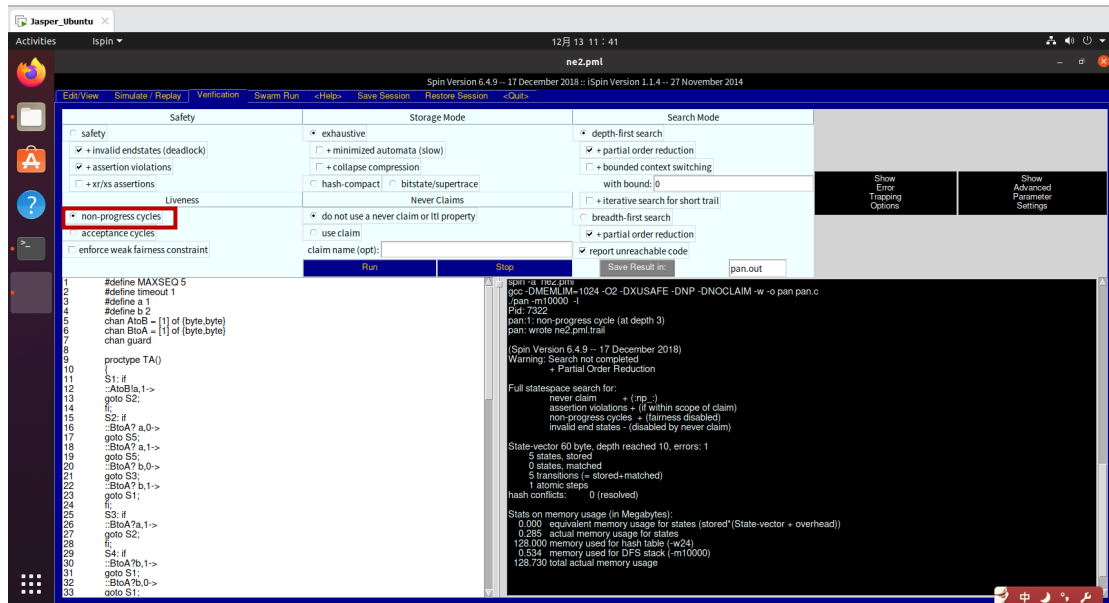 Jasper_Ubuntu
Activities Ispin 12月 13 11：41
ne2.pml
Spin Version 6.4.9 -- 17 December 2018 :: iSpin Version 1.1.4 -- 27 November 2014
Edit/View Simulate / Replay Verification Swarm Run <Help> Save Session Restore Session <Quit>
Safety Storage Mode Search Mode
safety exhaustive depth-first search
+ invalid endstates (deadlock) + minimized automata (slow) + partial order reduction
+ assertion violations + collapse compression + bounded context switching
+ xr/xs assertions hash-compact bitstate/supertrace with bound: 0
Liveness Never Claims + iterative search for short trail
non-progress cycles do not use a never claim or ltl property breadth-first search
acceptance cycles use claim + partial order reduction
enforce weak fairness constraint claim name (opt): report unreachable code
Run Stop Save Result in: pan.out
Show
Error
Trapping
Options
Show
Advanced
Parameter
Settings
1 #define MAXSEQ 5
2 #define timeout 1
3 #define a 1
4 #define b 2
5 chan AtoB = [1] of {byte,byte}
6 chan BtoA = [1] of {byte,byte}
7 chan guard
8
9 proctype TA()
10 {
11 S1: if
12 ::AtoB!a,1->
13 goto S2;
14 fi;
15 S2: if
16 ::BtoA? a,0->
17 goto S5;
18 ::BtoA? a,1->
19 goto S5;
20 ::BtoA? b,0->
21 goto S3;
22 ::BtoA? b,1->
23 goto S1;
24 fi;
25 S3: if
26 ::BtoA?a,1->
27 goto S2;
28 fi;
29 S4: if
30 ::BtoA?b,1->
31 goto S1;
32 ::BtoA?b,0->
33 goto S1;
spin -a ne2.pml
gcc -DMEMLIM=1024 -O2 -DXUSAFE -DNP -DNOCLAIM -w -o pan pan.c
./pan -m10000 -l
Pid: 7322
pan:1: non-progress cycle (at depth 3)
pan: wrote ne2.pml.trail
(Spin Version 6.4.9 -- 17 December 2018)
Warning: Search not completed
+ Partial Order Reduction
Full statespace search for:
never claim + (:np_:)
assertion violations + (if within scope of claim)
non-progress cycles + (fairness disabled)
invalid end states - (disabled by never claim)
State-vector 60 byte, depth reached 10, errors: 1
5 states, stored
0 states, matched
5 transitions (= stored+matched)
1 atomic steps
hash conflicts: 0 (resolved)
Stats on memory usage (in Megabytes):
0.000 equivalent memory usage for states (stored*(State-vector + overhead))
0.285 actual memory usage for states
128.000 memory used for hash table (-w24)
0.534 memory used for DFS stack (-m10000)
128.730 total actual memory usage
中